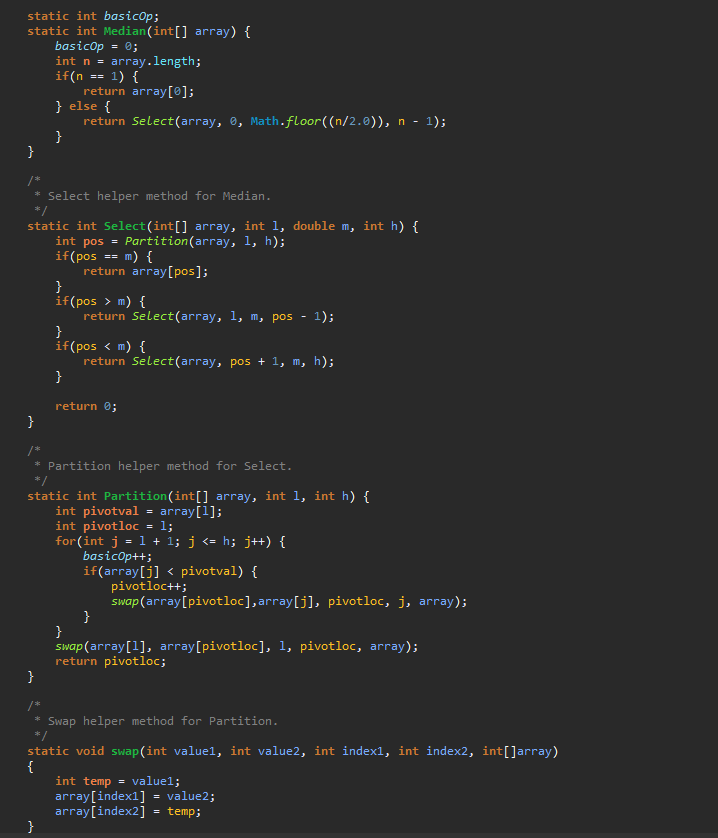 static int basicOp;
static int Median(int[] array) {
    basicOp = 0;
    int n = array.length;
    if(n == 1) {
        return array[0];
    } else {
        return Select(array, 0, Math.floor((n/2.0)), n - 1);
    }
}

/*
 * Select helper method for Median.
 */
static int Select(int[] array, int l, double m, int h) {
    int pos = Partition(array, l, h);
    if(pos == m) {
        return array[pos];
    }
    if(pos > m) {
        return Select(array, l, m, pos - 1);
    }
    if(pos < m) {
        return Select(array, pos + 1, m, h);
    }

    return 0;
}

/*
 * Partition helper method for Select.
 */
static int Partition(int[] array, int l, int h) {
    int pivotval = array[l];
    int pivotloc = l;
    for(int j = l + 1; j <= h; j++) {
        basicOp++;
        if(array[j] < pivotval) {
            pivotloc++;
            swap(array[pivotloc],array[j], pivotloc, j, array);
        }
    }
    swap(array[l], array[pivotloc], l, pivotloc, array);
    return pivotloc;
}

/*
 * Swap helper method for Partition.
 */
static void swap(int value1, int value2, int index1, int index2, int[]array)
{
    int temp = value1;
    array[index1] = value2;
    array[index2] = temp;
}